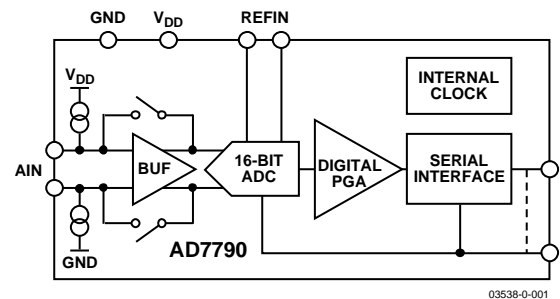 GND VDD REFIN
VDD
INTERNAL
CLOCK
AIN
BUF
16-BIT
ADC
DIGITAL
PGA
SERIAL
INTERFACE
GND
AD7790
03538-0-001